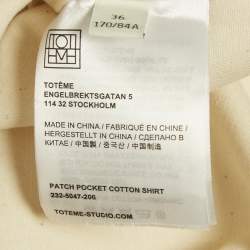 36
170/84A
TOT
EME
TOTÊME
ENGELBREKTSGATAN 5
114 32 STOCKHOLM
MADE IN CHINA / FABRIQUÉ EN CHINE /
HERGESTELLT IN CHINA / СДЕЛАНО В
КИТАЕ / 中国製 / 중국산 / 中国制造
PATCH POCKET COTTON SHIRT
232-5047-206
TOTEME-STUDIO.COM